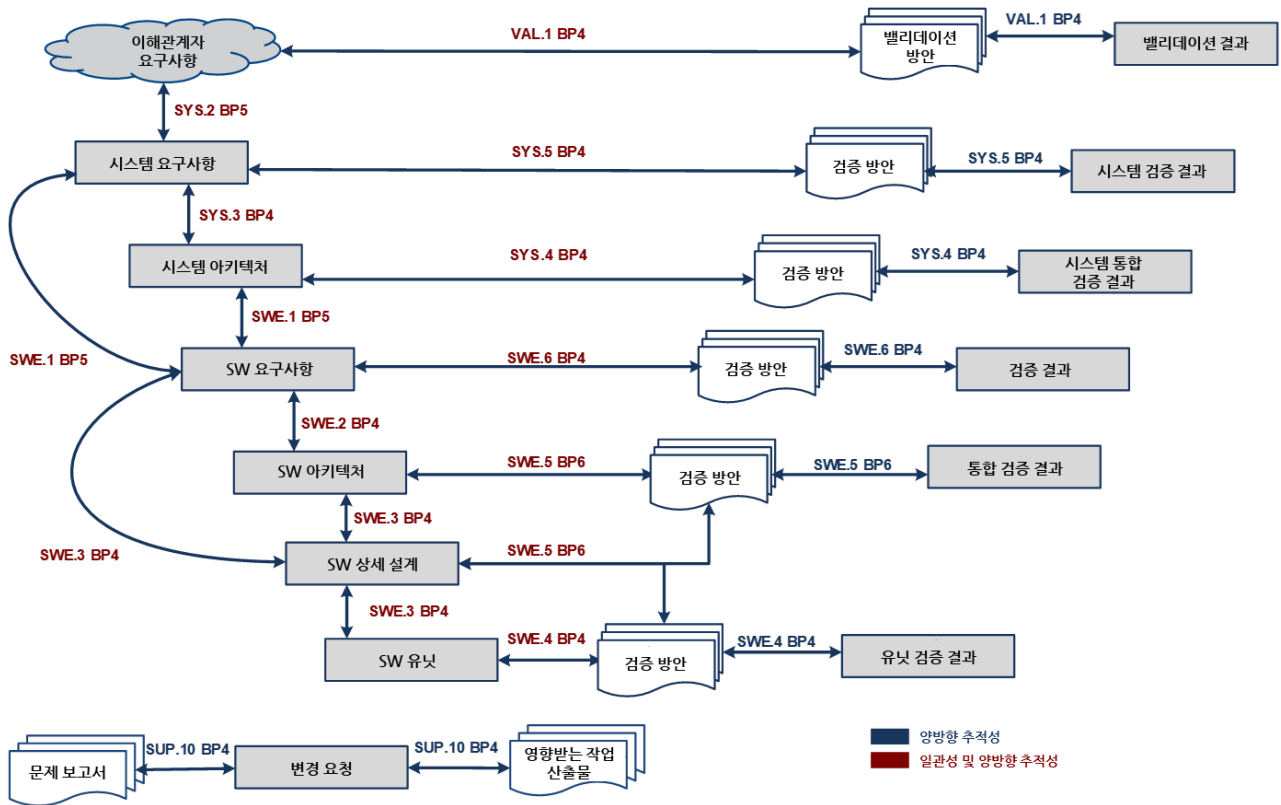 이해관계자
요구사항
VAL.1 BP4
밸리데이션
방안
VAL.1 BP4
밸리데이션 결과
SYS.2 BP5
시스템 요구사항
SYS.5 BP4
검증 방안
SYS.5 BP4
시스템 검증 결과
SYS.3 BP4
시스템 아키텍처
SYS.4 BP4
검증 방안
SYS.4 BP4
시스템 통합
검증 결과
SWE.1 BP5
SWE.1 BP5
SW 요구사항
SWE.6 BP4
검증 방안
SWE.6 BP4
검증 결과
SWE.2 BP4
SW 아키텍처
SWE.5 BP6
검증 방안
SWE.5 BP6
통합 검증 결과
SWE.3 BP4
SWE.3 BP4
SW 상세 설계
SWE.5 BP6
SWE.3 BP4
SW 유닛
SWE.4 BP4
검증 방안
SWE.4 BP4
유닛 검증 결과
문제 보고서
SUP.10 BP4
변경 요청
SUP.10 BP4
영향받는 작업
산출물
양방향 추적성
일관성 및 양방향 추적성